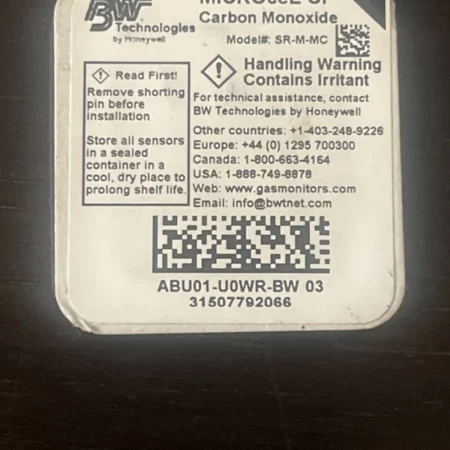 BW
Technologies
by Honeywell
Carbon Monoxide
Model#: SR-M-MC
Read First!
Remove shorting
pin before
installation
Store all sensors
in a sealed
container in a
cool, dry place to
prolong shelf life.
Handling Warning
Contains Irritant
For technical assistance, contact
BW Technologies by Honeywell
Other countries: +1-403-248-9226
Europe: +44 (0) 1295 700300
Canada: 1-800-663-4164
USA: 1-888-749-8878
Web: www.gasmonitors.com
Email: info@bwtnet.com
ABU01-U0WR-BW 03
31507792066